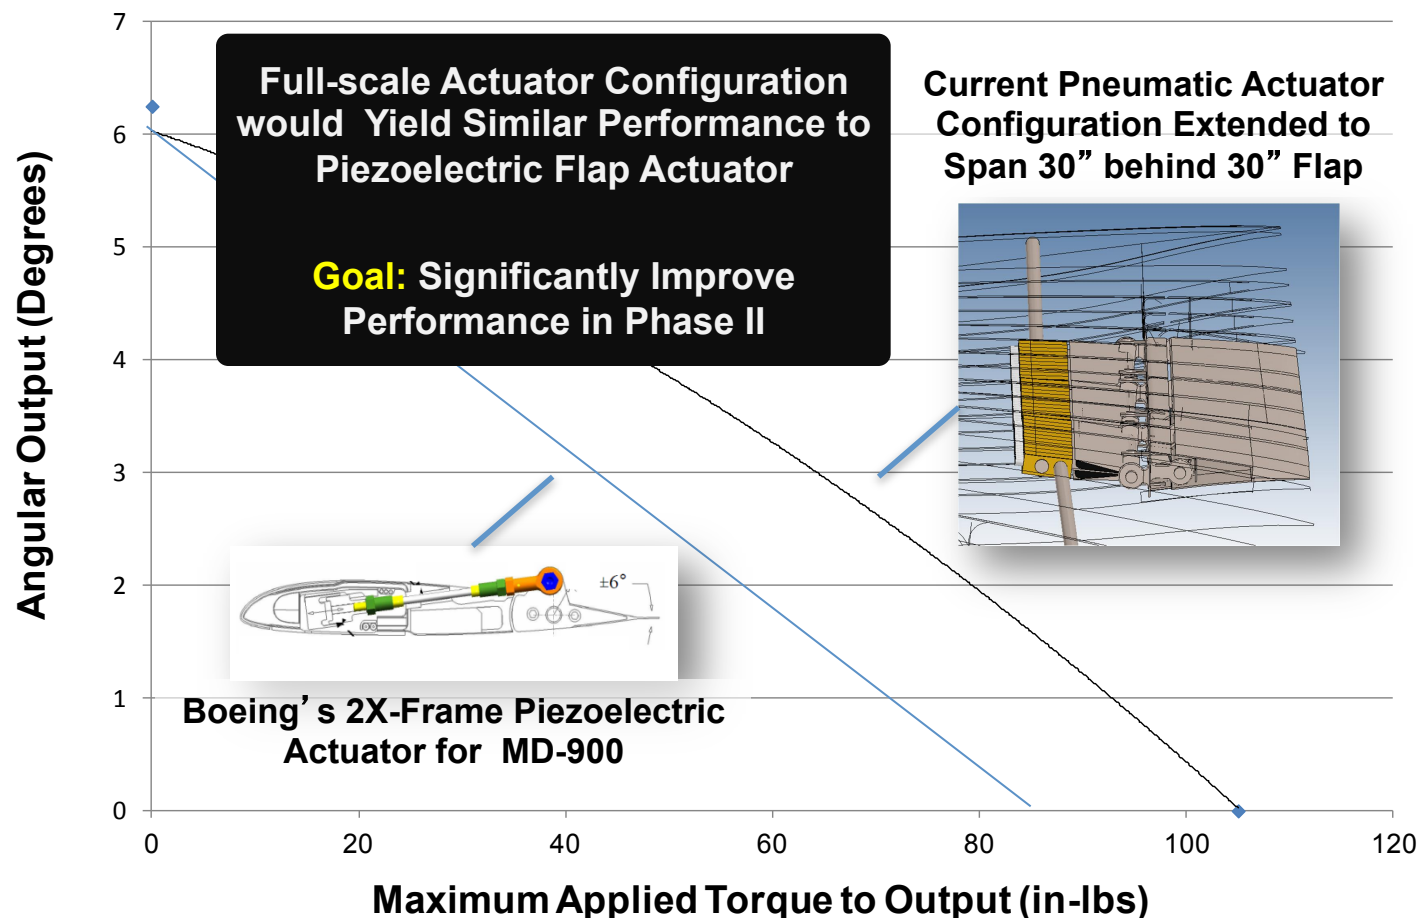 7
6
5
4
3
2
1
0
0
20
40
60
80
100
120
Angular Output (Degrees)
Maximum Applied Torque to Output (in-lbs)
Full-scale Actuator Configuration
would Yield Similar Performance to
Piezoelectric Flap Actuator
Goal: Significantly Improve
Performance in Phase II
Current Pneumatic Actuator
Configuration Extended to
Span 30” behind 30” Flap
±6°
Boeing’s 2X-Frame Piezoelectric
Actuator for MD-900